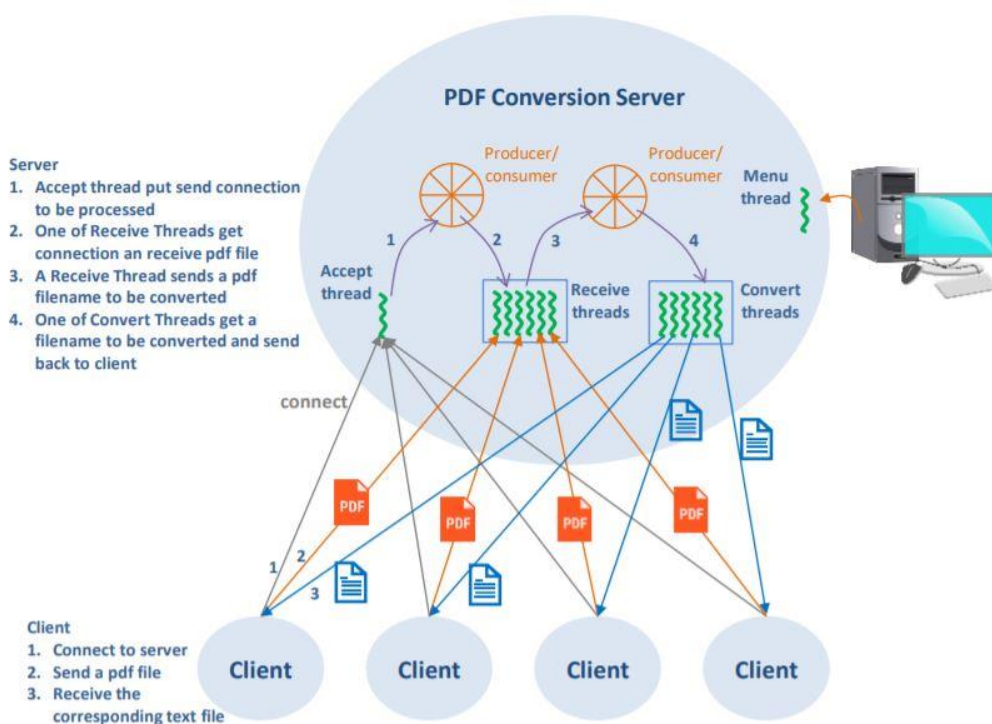 PDF Conversion Server
Server
1. Accept thread put send connection
to be processed
2. One of Receive Threads get
connection an receive pdf file
3. A Receive Thread sends a pdf
filename to be converted
4. One of Convert Threads get a
filename to be converted and send
back to client
Producer/
consumer
Producer/
consumer
Menu
thread
1
2
3
4
Accept
thread
Receive
threads
Convert
threads
connect
PDF
PDF
PDF
PDF
1
2
3
Client
1. Connect to server
2. Send a pdf file
3. Receive the
corresponding text file
Client
Client
Client
Client